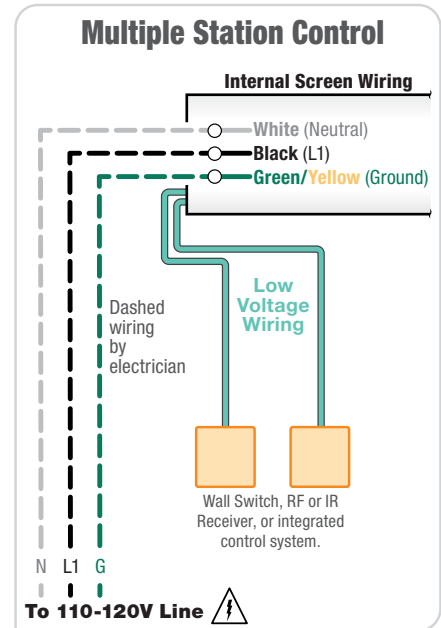 Multiple Station Control
Internal Screen Wiring
White (Neutral)
Black (L1)
Green/Yellow (Ground)
Low
Voltage
Wiring
Dashed
wiring
by
electrician
Wall Switch, RF or IR
Receiver, or integrated
control system.
N L1 G
To 110-120V Line